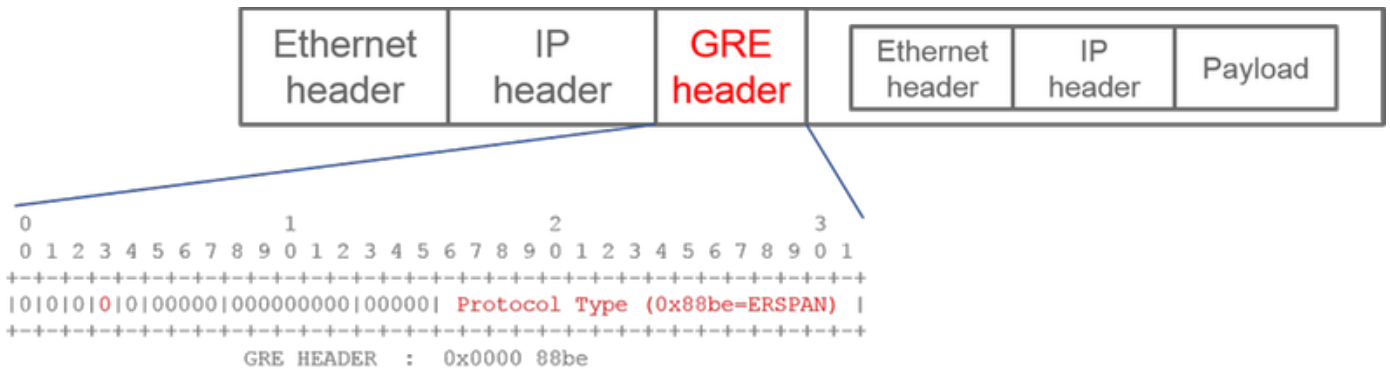 Ethernet header IP header GRE header Ethernet header IP header Payload
0 1 2 3
0 1 2 3 4 5 6 7 8 9 0 1 2 3 4 5 6 7 8 9 0 1 2 3 4 5 6 7 8 9 0 1
+-+-+-+-+-+-+-+-+-+-+-+-+-+-+-+-+-+-+-+-+-+-+-+-+-+-+-+-+-+-+-+-+
|0|0|0|0|0|00000|000000000|00000| Protocol Type (0x88be=ERSPAN) |
+-+-+-+-+-+-+-+-+-+-+-+-+-+-+-+-+-+-+-+-+-+-+-+-+-+-+-+-+-+-+-+-+
GRE HEADER : 0x0000 88be